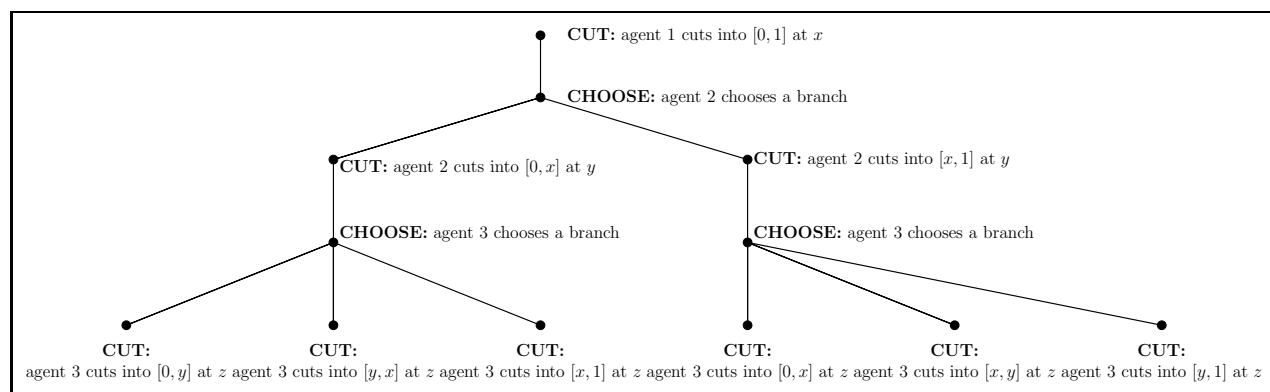 CUT: agent 1 cuts into [0, 1] at x
CHOOSE: agent 2 chooses a branch
CUT: agent 2 cuts into [0, x] at y
CUT: agent 2 cuts into [x, 1] at y
CHOOSE: agent 3 chooses a branch
CHOOSE: agent 3 chooses a branch
CUT:
agent 3 cuts into [0, y] at z
CUT:
agent 3 cuts into [y, x] at z
CUT:
agent 3 cuts into [x, 1] at z
CUT:
agent 3 cuts into [0, x] at z
CUT:
agent 3 cuts into [x, y] at z
CUT:
agent 3 cuts into [y, 1] at z